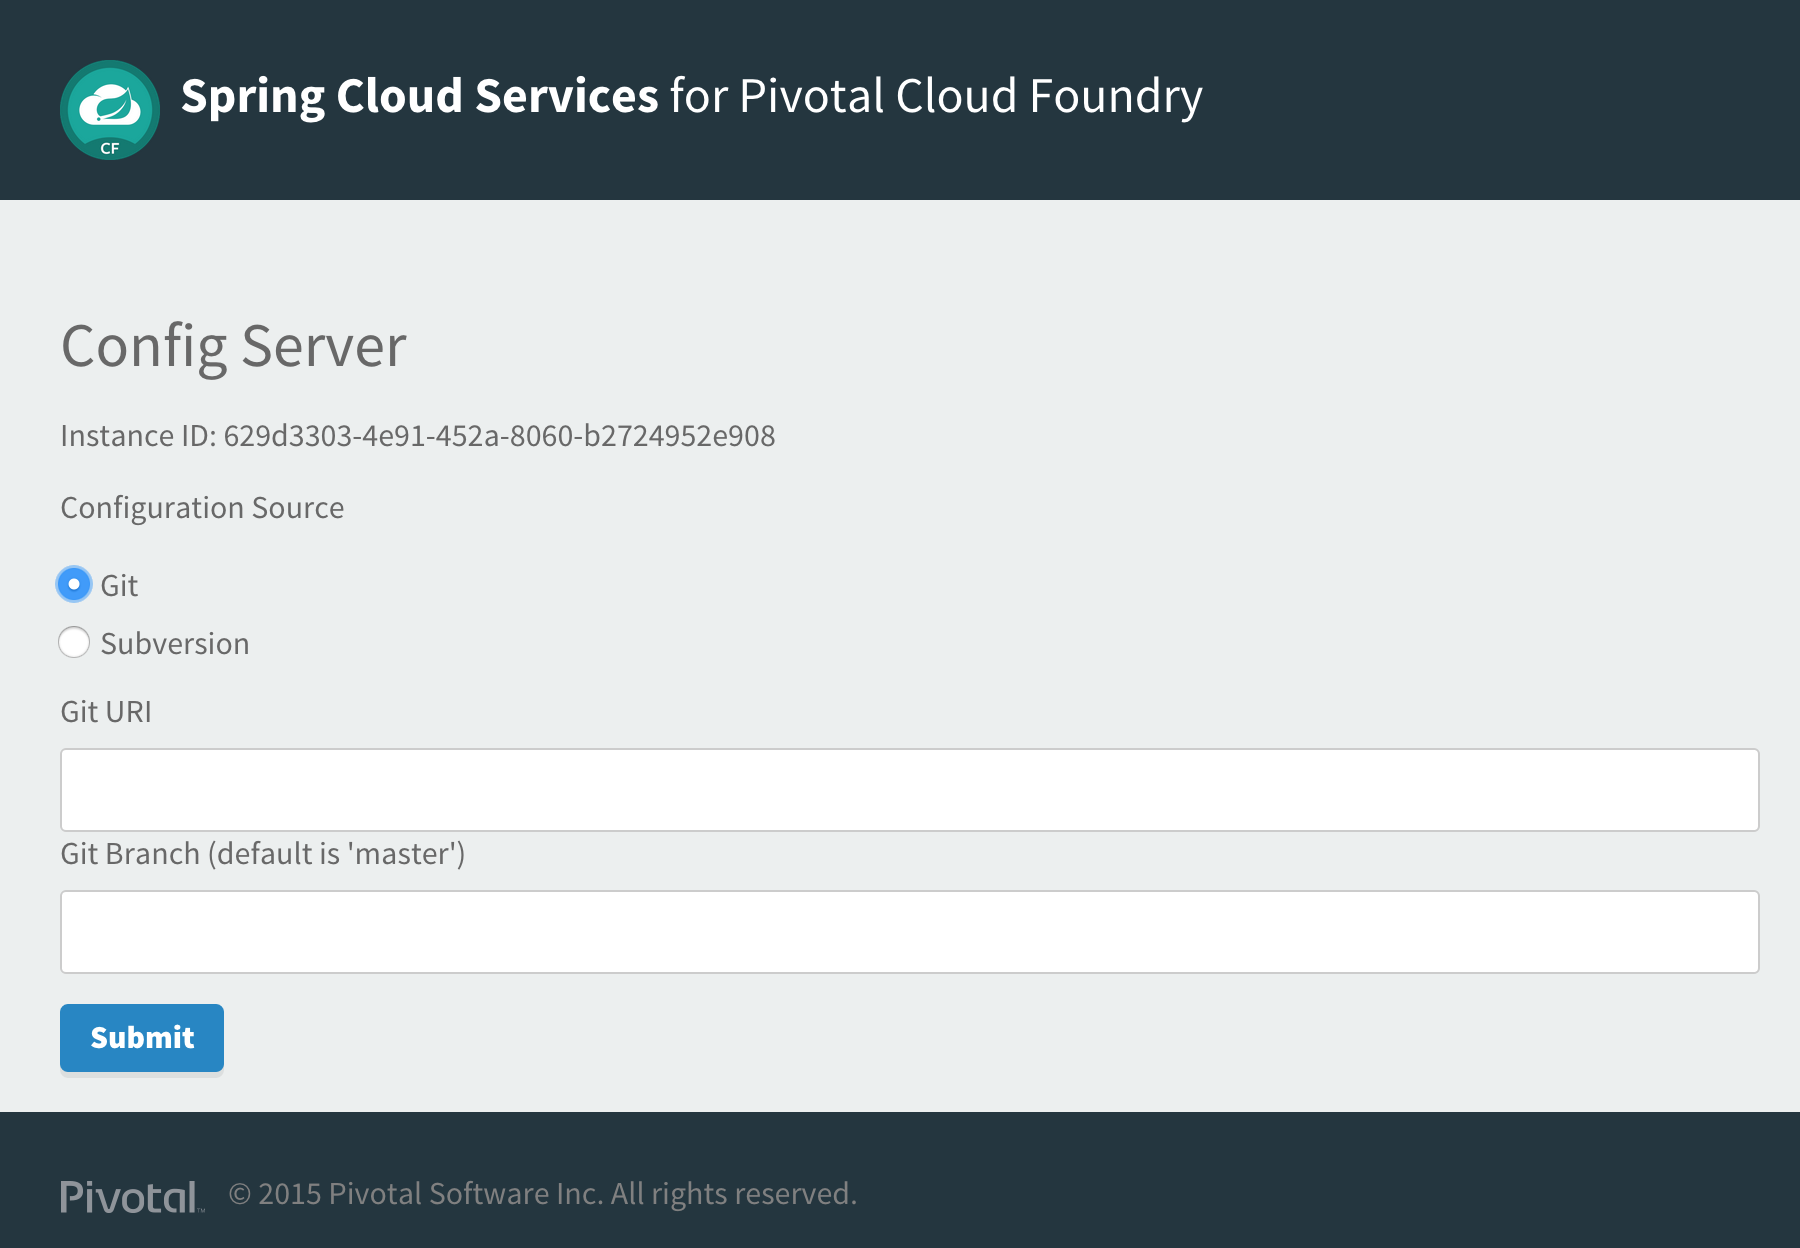 CF
Spring Cloud Services for Pivotal Cloud Foundry
Config Server
Instance ID: 629d3303-4e91-452a-8060-b2724952e908
Configuration Source
Git
Subversion
Git URI
Git Branch (default is 'master')
Submit
Pivotal™ © 2015 Pivotal Software Inc. All rights reserved.